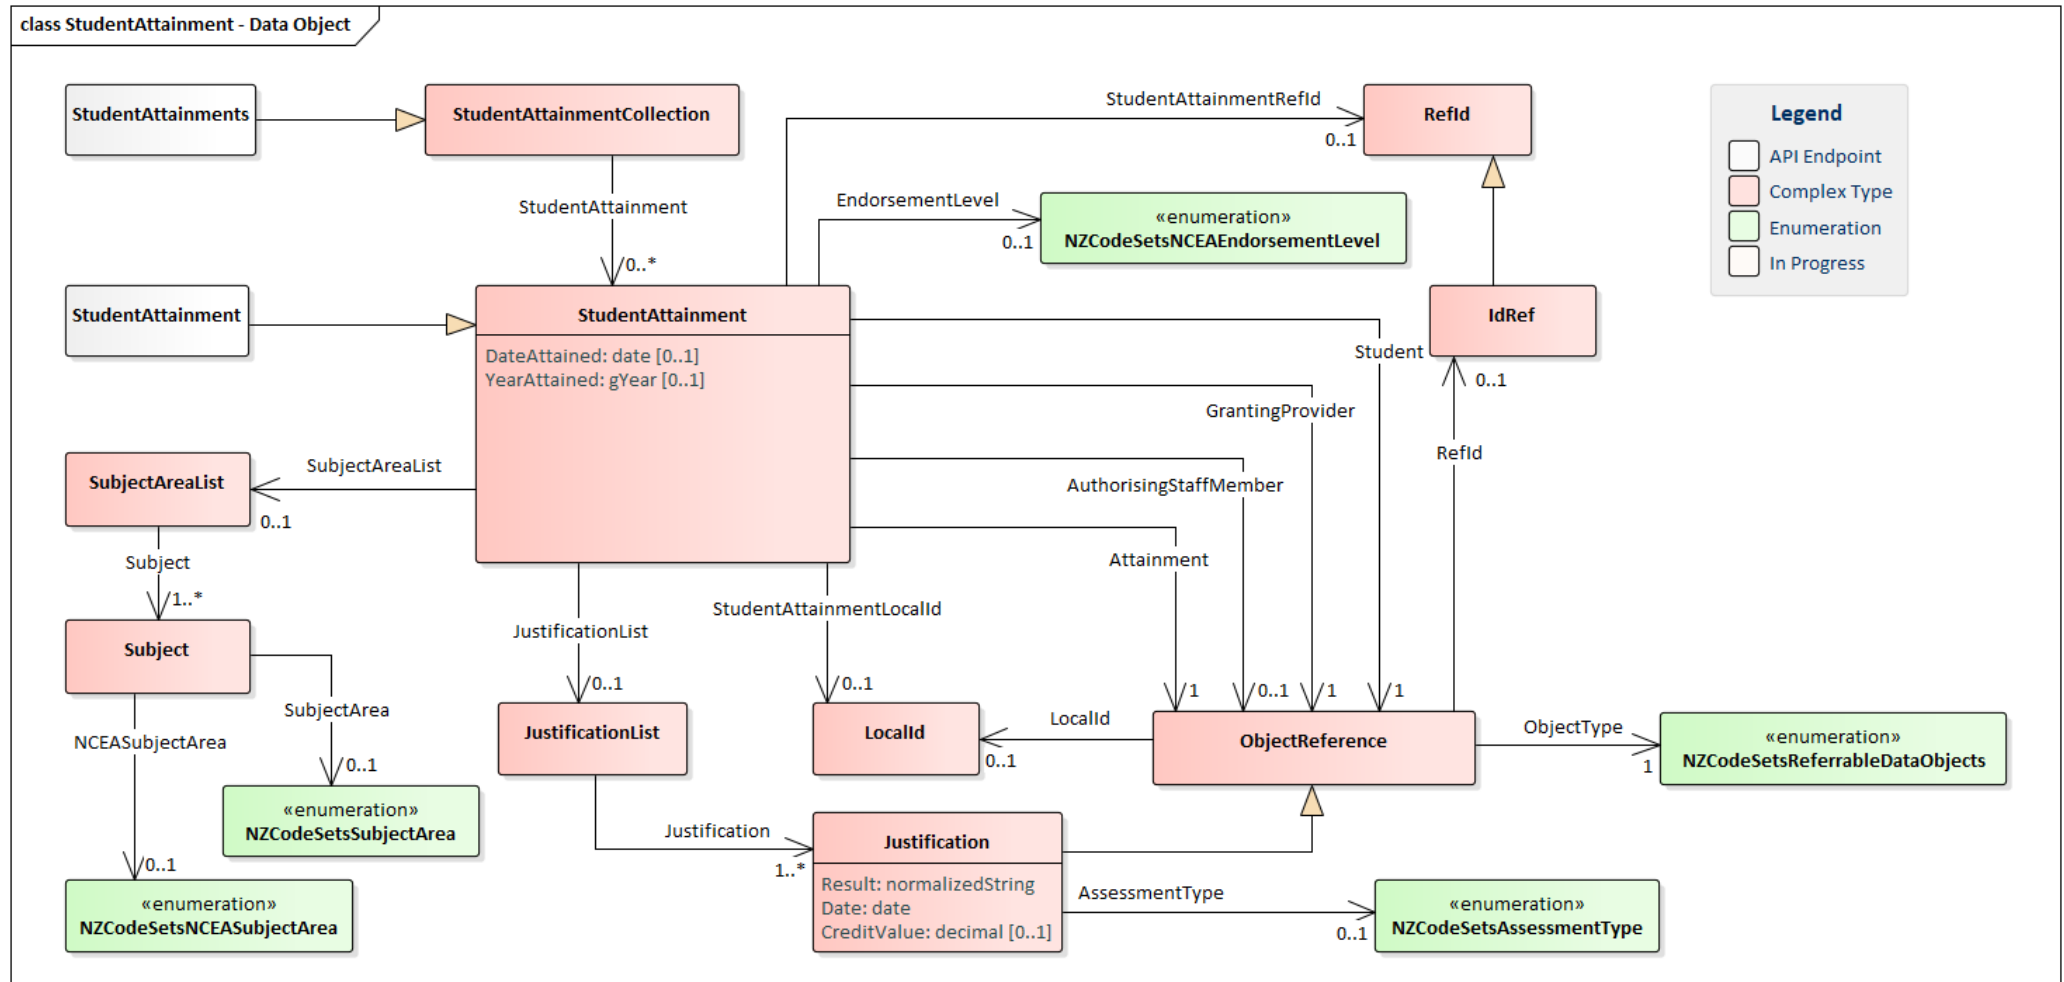 class StudentAttainment - Data Object
StudentAttainments
StudentAttainmentCollection
StudentAttainmentRefId
0..1
RefId
Legend
API Endpoint
Complex Type
Enumeration
In Progress
StudentAttainment
0..*
EndorsementLevel
0..1
«enumeration»
NZCodeSetsNCEAEndorsementLevel
StudentAttainment
StudentAttainment
DateAttained: date [0..1]
YearAttained: gYear [0..1]
IdRef
0..1
RefId
Student
GrantingProvider
AuthorisingStaffMember
Attainment
SubjectAreaList
SubjectAreaList
0..1
Subject
1..*
Subject
SubjectArea
0..1
NCEASubjectArea
0..1
«enumeration»
NZCodeSetsSubjectArea
«enumeration»
NZCodeSetsNCEASubjectArea
JustificationList
0..1
StudentAttainmentLocalId
0..1
1
0..1
1
1
JustificationList
LocalId
LocalId
0..1
ObjectReference
ObjectType
1
«enumeration»
NZCodeSetsReferrableDataObjects
Justification
1..*
Justification
Result: normalizedString
Date: date
CreditValue: decimal [0..1]
AssessmentType
0..1
«enumeration»
NZCodeSetsAssessmentType